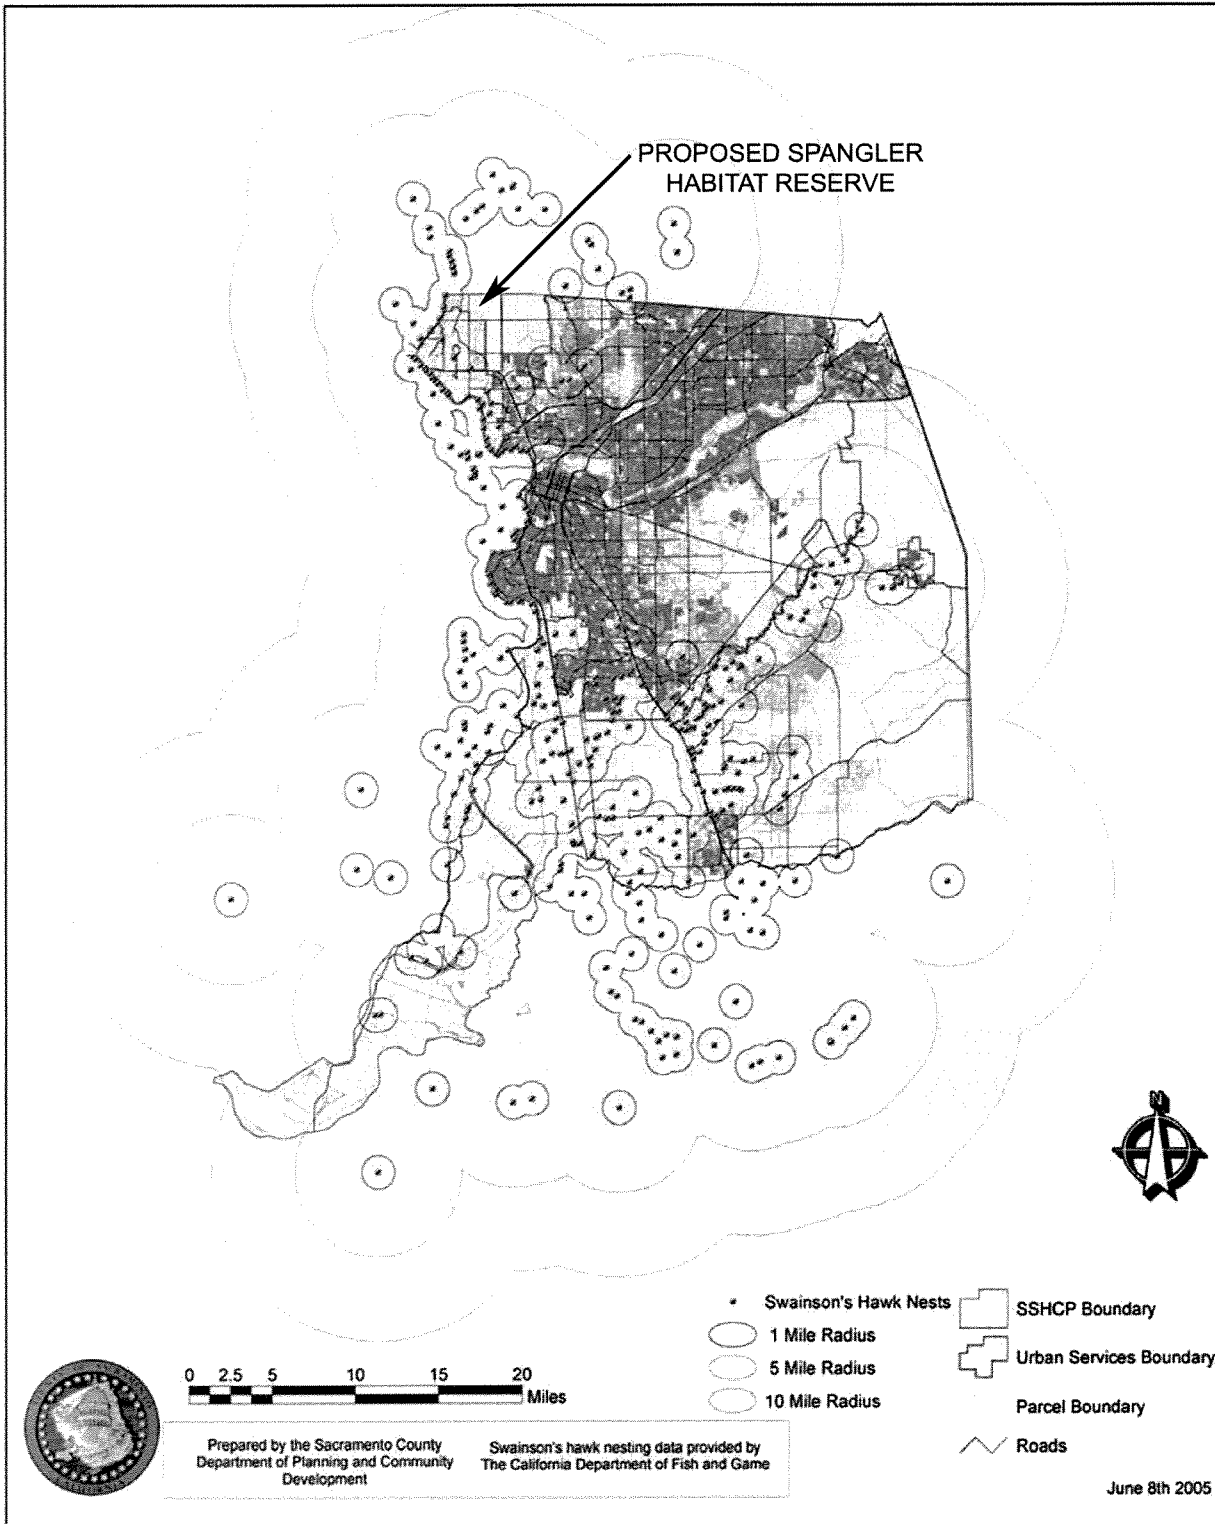 PROPOSED SPANGLER
HABITAT RESERVE
N
Swainson's Hawk Nests
1 Mile Radius
5 Mile Radius
10 Mile Radius
SSHCP Boundary
Urban Services Boundary
Parcel Boundary
Roads
0 2.5 5 10 15 20
Miles
Prepared by the Sacramento County
Department of Planning and Community
Development
Swainson's hawk nesting data provided by
The California Department of Fish and Game
June 8th 2005